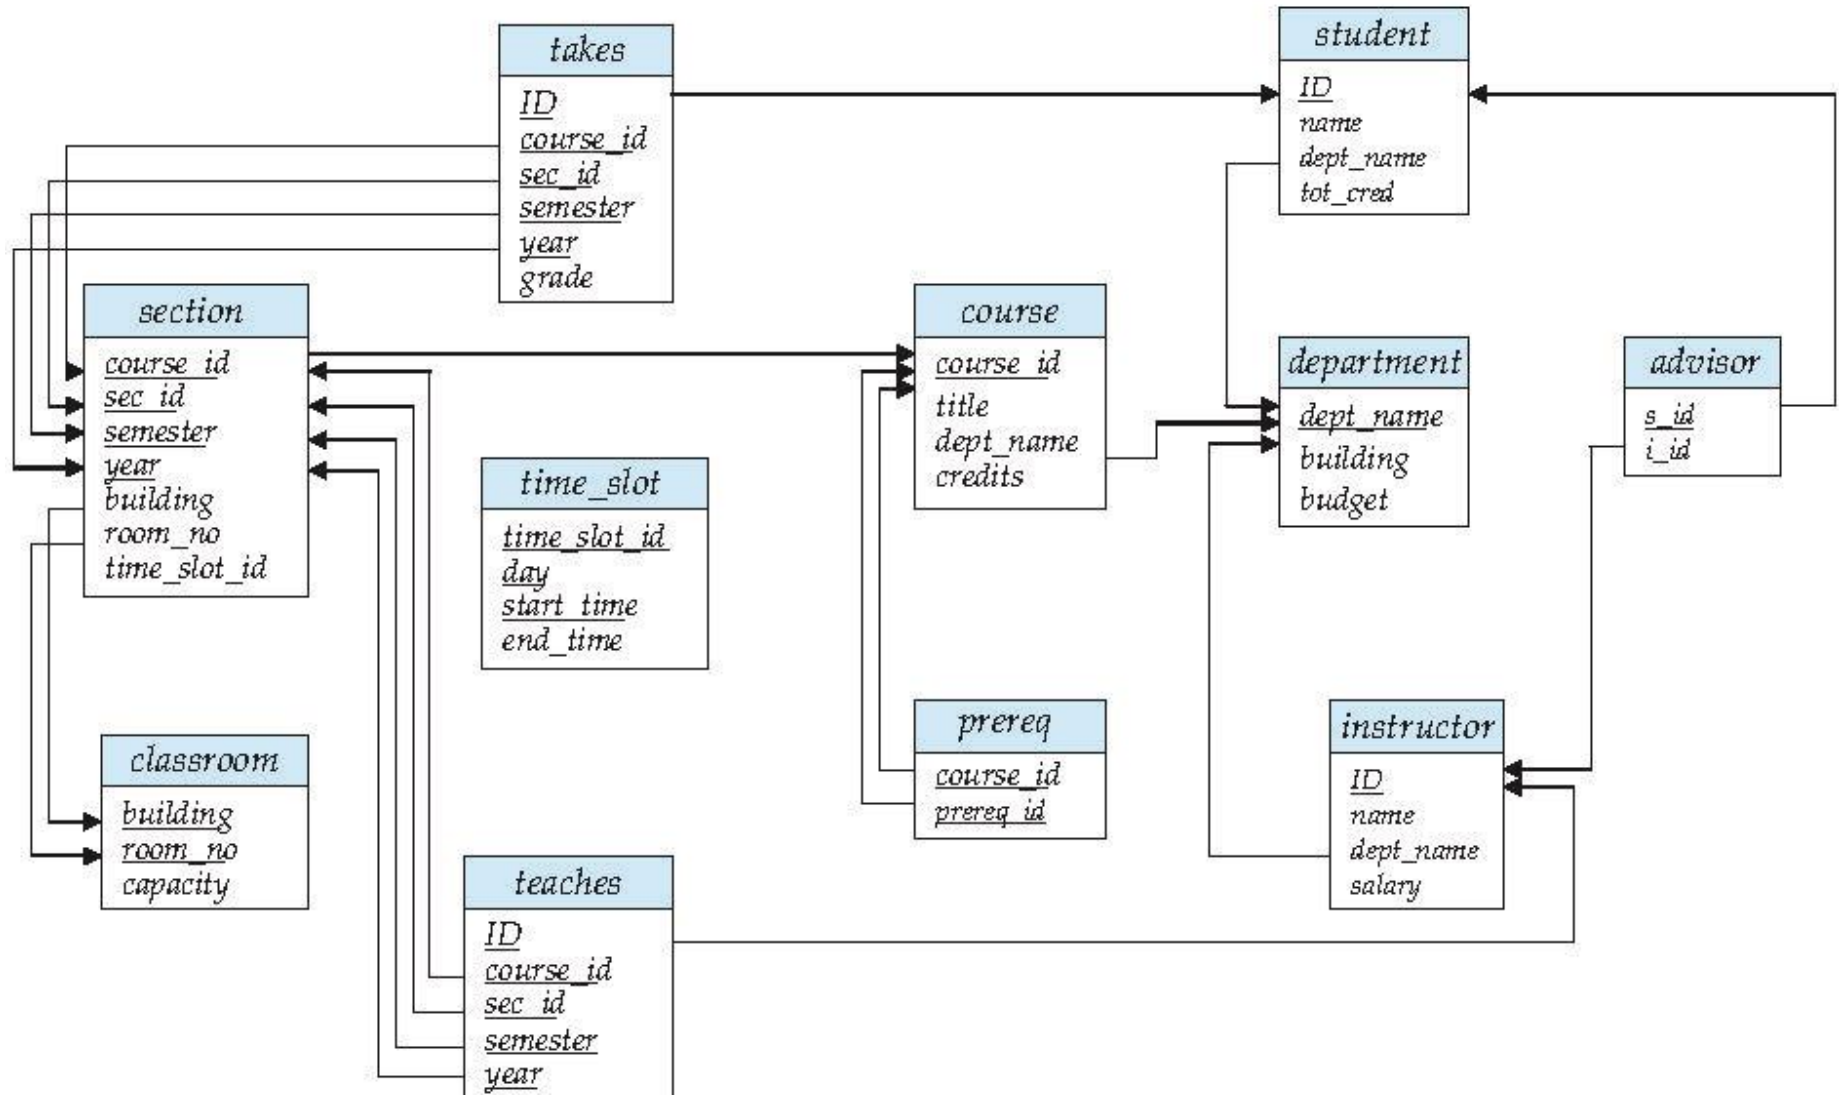 takes
ID
course_id
sec_id
semester
year
grade
student
ID
name
dept_name
tot_cred
section
course_id
sec_id
semester
year
building
room_no
time_slot_id
course
course_id
title
dept_name
credits
department
dept_name
building
budget
advisor
s_id
i_id
time_slot
time_slot_id
day
start_time
end_time
prereq
course_id
prereq_id
instructor
ID
name
dept_name
salary
classroom
building
room_no
capacity
teaches
ID
course_id
sec_id
semester
year